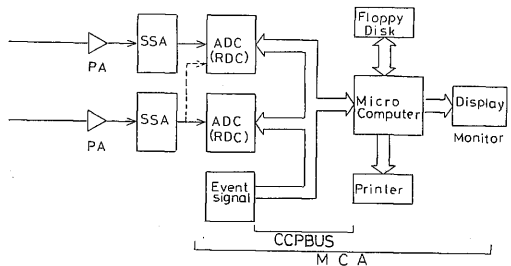 Floppy
Disk
SSA
ADC
(RDC)
PA
Micro
Computer
Display
Monitor
SSA
ADC
(RDC)
PA
Event
signal
Printer
CCPBUS
M C A